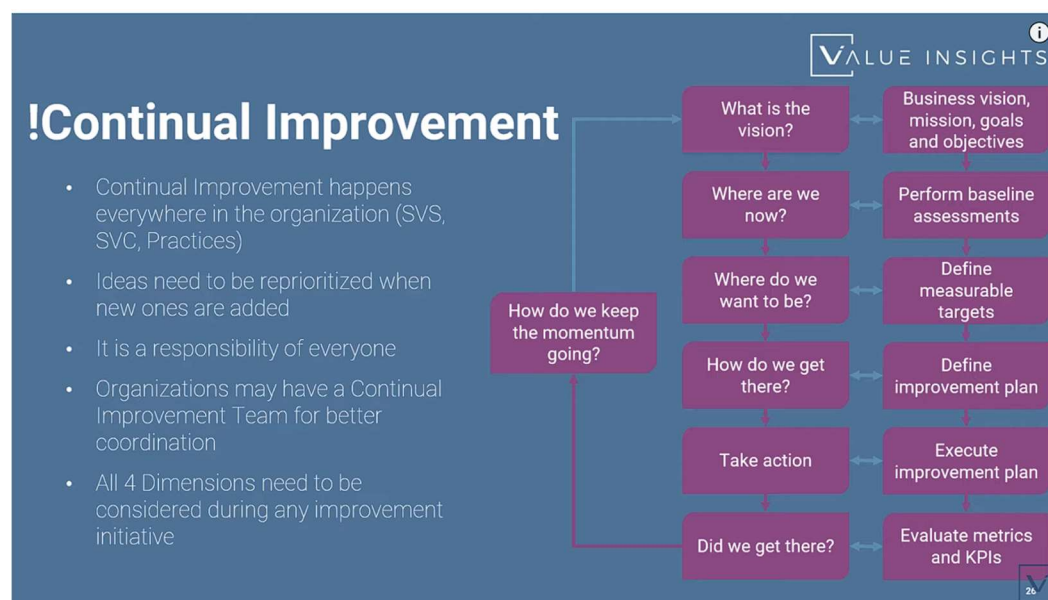 VALUE INSIGHTS
!Continual Improvement
• Continual Improvement happens
everywhere in the organization (SVS,
SVC, Practices)
• Ideas need to be reprioritized when
new ones are added
• It is a responsibility of everyone
• Organizations may have a Continual
Improvement Team for better
coordination
• All 4 Dimensions need to be
considered during any improvement
initiative
How do we keep
the momentum
going?
What is the
vision?
Business vision,
mission, goals
and objectives
Where are we
now?
Perform baseline
assessments
Where do we
want to be?
Define
measurable
targets
How do we get
there?
Define
improvement plan
Take action
Execute
improvement plan
Did we get there?
Evaluate metrics
and KPIs
26